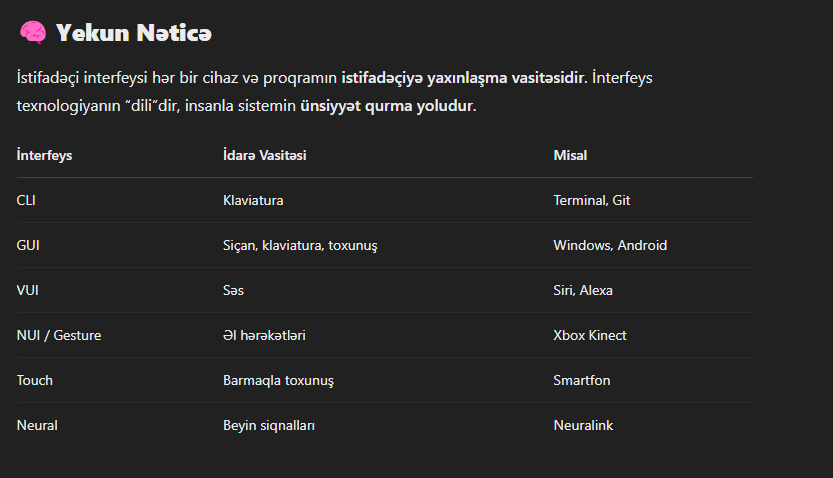 🧠 Yekun Nəticə
İstifadəçi interfeysi hər bir cihaz və proqramın istifadəçiyə yaxınlaşma vasitəsidir. İnterfeys
texnologiyanın “dili”dir, insanla sistemin ünsiyyət qurma yoludur.
İnterfeys İdarə Vasitəsi Misal
CLI Klaviatura Terminal, Git
GUI Siçan, klaviatura, toxunuş Windows, Android
VUI Səs Siri, Alexa
NUI / Gesture Əl hərəkətləri Xbox Kinect
Touch Barmaqla toxunuş Smartfon
Neural Beyin siqnalları Neuralink